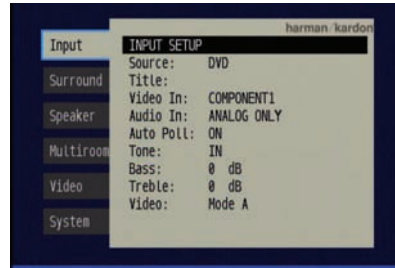 harman/kardon
Input
Surround
Speaker
Multiroom
Video
System
INPUT SETUP
Source: DVD
Title:
Video In: COMPONENT1
Audio In: ANALOG ONLY
Auto Poll: ON
Tone: IN
Bass: 0 dB
Treble: 0 dB
Video: Mode A